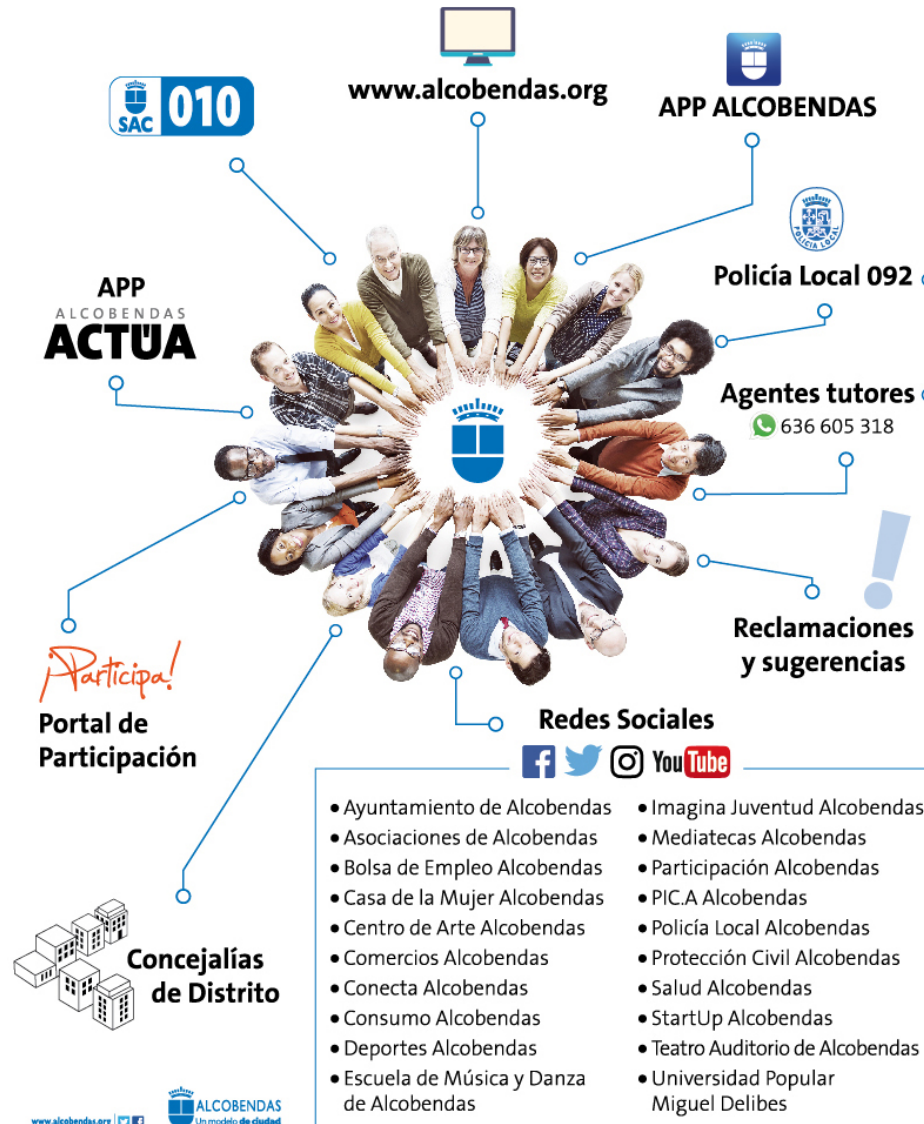 www.alcobendas.org
SAC 010
APP ALCOBENDAS
POLICÍA LOCAL
Policía Local 092
APP
ALCOBENDAS
ACTÚA
Agentes tutores
636 605 318
Reclamaciones
y sugerencias
¡Participa!
Portal de
Participación
Redes Sociales
f
YouTube
• Ayuntamiento de Alcobendas
• Asociaciones de Alcobendas
• Bolsa de Empleo Alcobendas
• Casa de la Mujer Alcobendas
• Centro de Arte Alcobendas
• Comercios Alcobendas
• Conecta Alcobendas
• Consumo Alcobendas
• Deportes Alcobendas
• Escuela de Música y Danza
de Alcobendas
• Imagina Juventud Alcobendas
• Mediatecas Alcobendas
• Participación Alcobendas
• PIC.A Alcobendas
• Policía Local Alcobendas
• Protección Civil Alcobendas
• Salud Alcobendas
• StartUp Alcobendas
• Teatro Auditorio de Alcobendas
• Universidad Popular
Miguel Delibes
Concejalías
de Distrito
www.alcobendas.org
ALCOBENDAS
Un modelo de ciudad